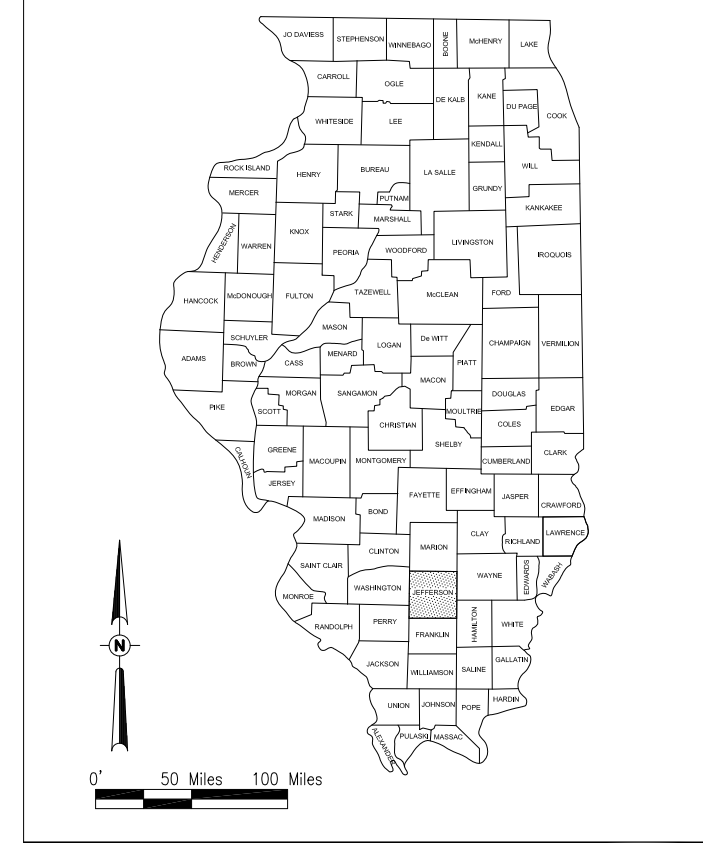 JO DAVIESS
STEPHENSON
WINNEBAGO
BOONE
McHENRY
LAKE
CARROLL
OGLE
DE KALB
KANE
DU PAGE
COOK
WHITESIDE
LEE
KENDALL
WILL
ROCK ISLAND
HENRY
BUREAU
LA SALLE
GRUNDY
MERCER
PUTNAM
KANKAKEE
STARK
MARSHALL
HENDERSON
WARREN
KNOX
PEORIA
WOODFORD
LIVINGSTON
IROQUOIS
HANCOCK
McDONOUGH
FULTON
TAZEWELL
McCLEAN
FORD
MASON
SCHUYLER
LOGAN
De WITT
CHAMPAIGN
VERMILION
ADAMS
BROWN
CASS
MENARD
PIATT
MACON
MORGAN
SANGAMON
DOUGLAS
PIKE
SCOTT
MOULTRIE
EDGAR
CHRISTIAN
COLES
SHELBY
CALHOUN
GREENE
MACOUPIN
MONTGOMERY
CUMBERLAND
CLARK
JERSEY
FAYETTE
EFFINGHAM
JASPER
CRAWFORD
MADISON
BOND
CLAY
RICHLAND
LAWRENCE
CLINTON
MARION
SAINT CLAIR
WAYNE
EDWARDS
WABASH
WASHINGTON
JEFFERSON
MONROE
RANDOLPH
PERRY
HAMILTON
WHITE
FRANKLIN
JACKSON
WILLIAMSON
SALINE
GALLATIN
UNION
JOHNSON
POPE
HARDIN
ALEXANDER
PULASKI
MASSAC
N
0' 50 Miles 100 Miles